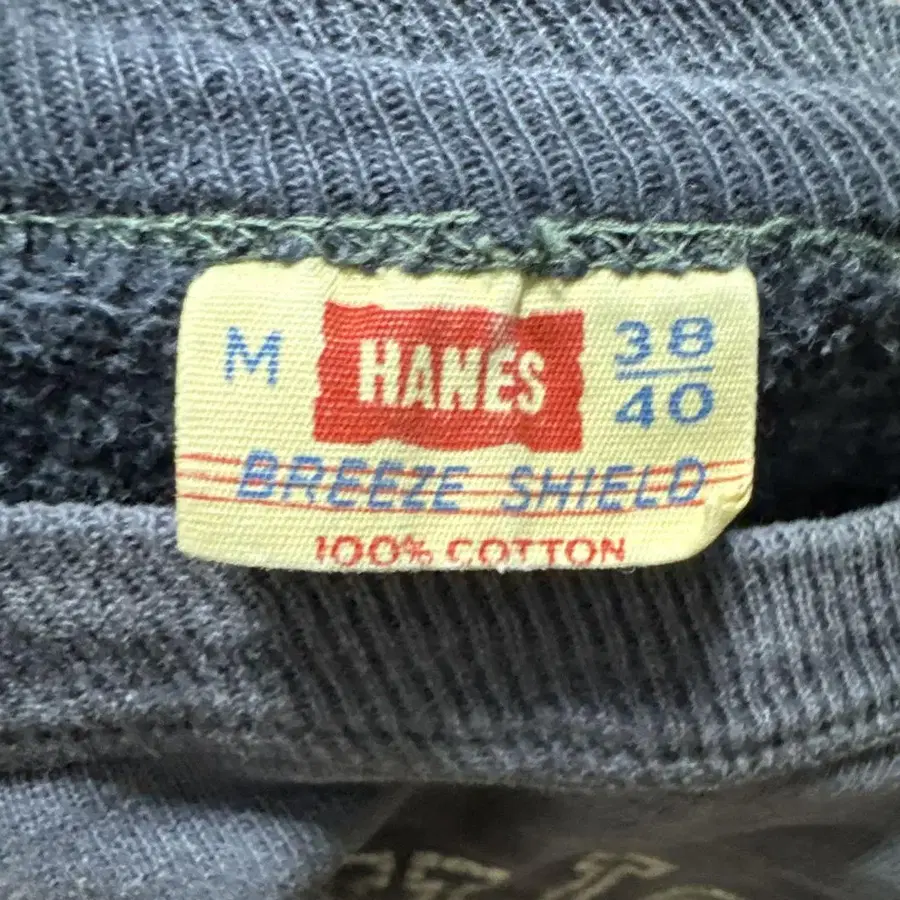 M HANES 38/40
BREEZE SHIELD
100% COTTON